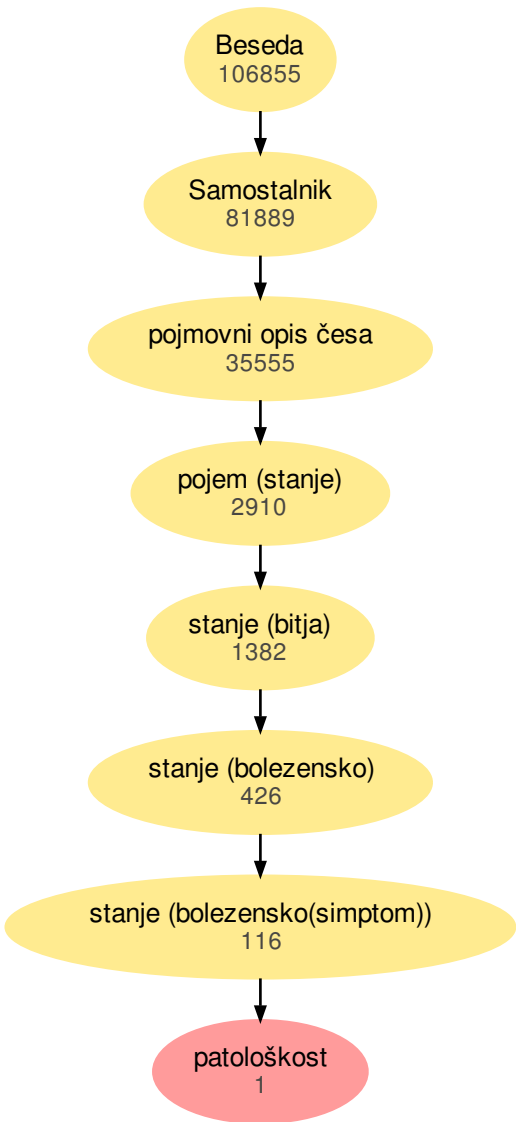 Beseda
106855
Samostalnik
81889
pojmovni opis česa
35555
pojem (stanje)
2910
stanje (bitja)
1382
stanje (bolezensko)
426
stanje (bolezensko(simptom))
116
patološkost
1